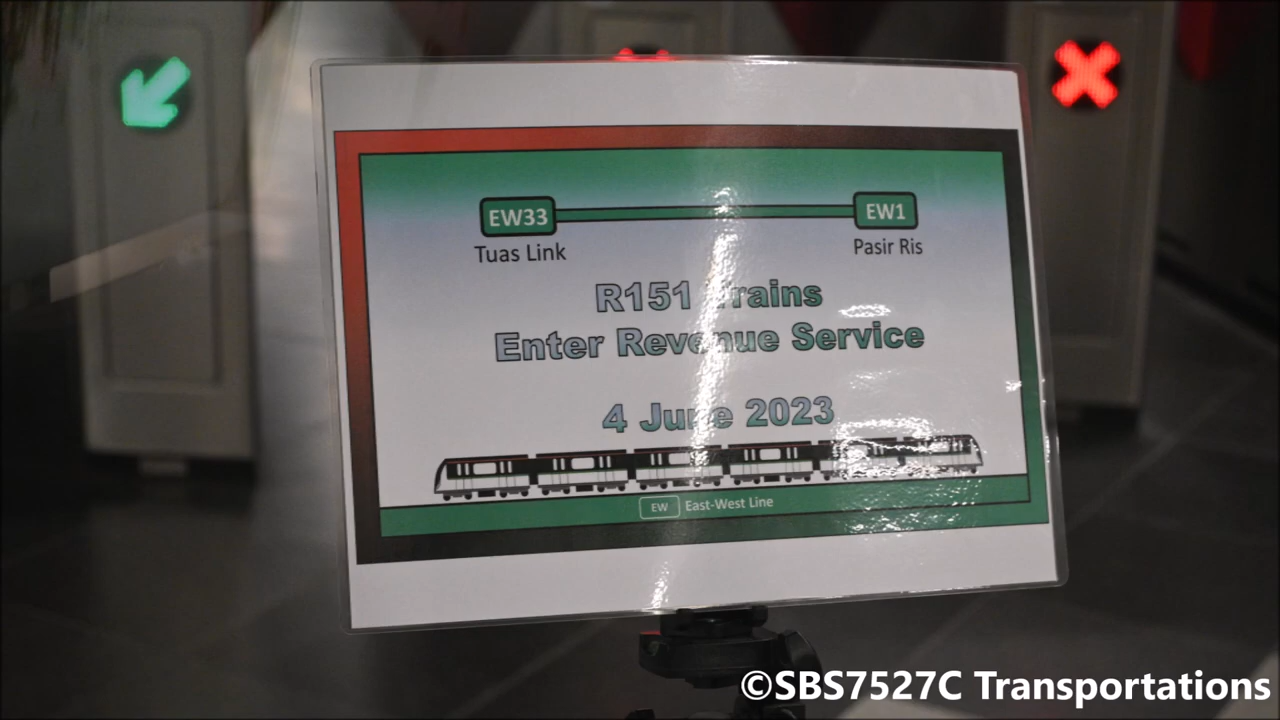 EW33 EW1
Tuas Link Pasir Ris
R151 Trains
Enter Revenue Service
4 June 2023
EW East-West Line
©SBS7527C Transportations